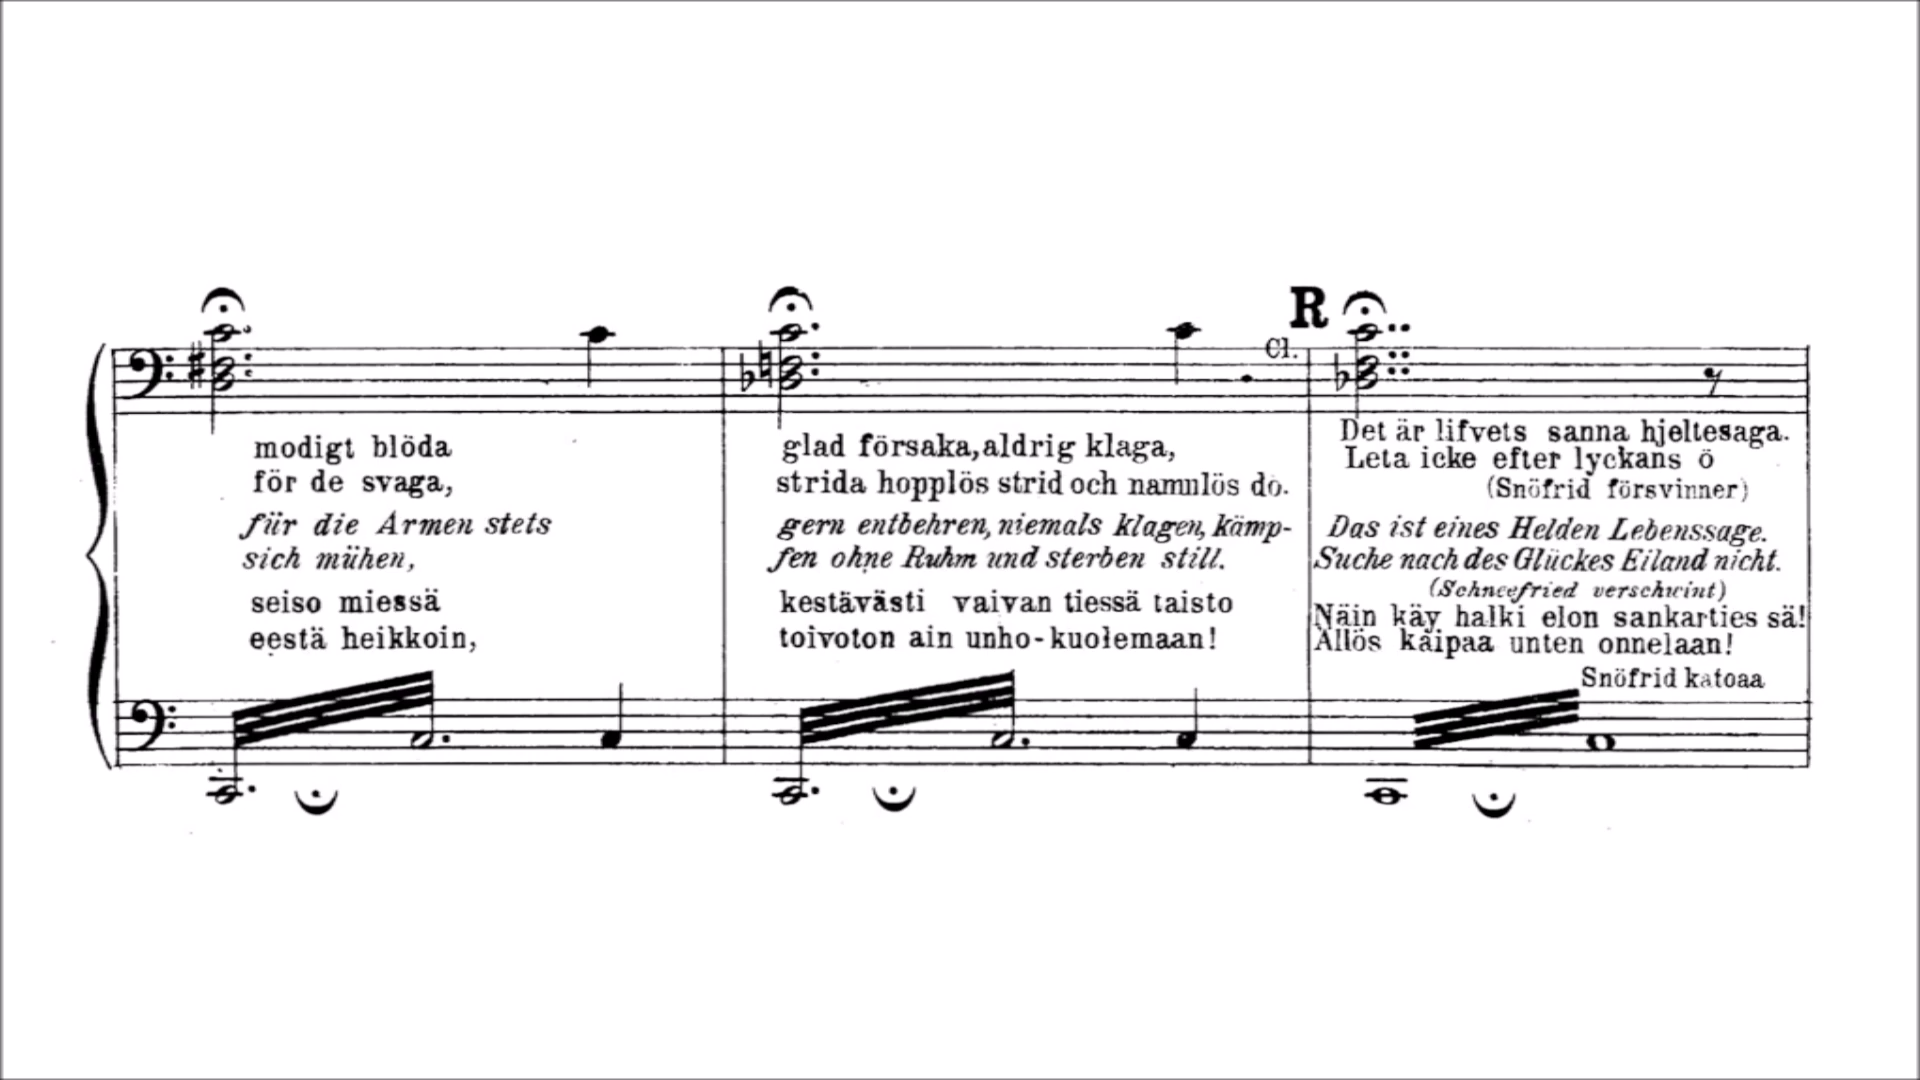 R
Cl.
modigt blöda
för de svaga,
für die Armen stets
sich mühen,
seiso miessä
eestä heikkoin,
glad försaka, aldrig klaga,
strida hopplös strid och namnlös dö.
gern entbehren, niemals klagen, kämp-
fen ohne Ruhm und sterben still.
kestävästi vaivan tiessä taisto
toivoton ain unho-kuolemaan!
Det är lifvets sanna hjeltesaga.
Leta icke efter lyckans ö
(Snöfrid försvinner)
Das ist eines Helden Lebenssage.
Suche nach des Glückes Eiland nicht.
(Schneefried verschwint)
Näin käy halki elon sankarties sä!
Ällös kaipaa unten onnelaan!
Snöfrid katoaa